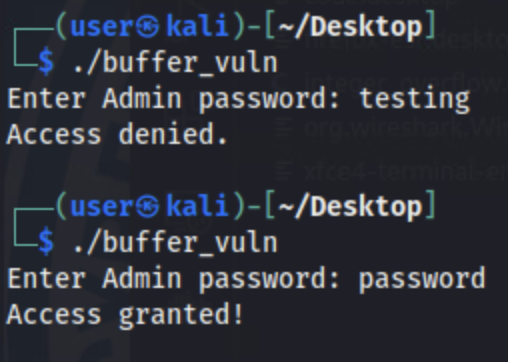 (user㉿kali)-[~/Desktop]
$ ./buffer_vuln
Enter Admin password: testing
Access denied.
(user㉿kali)-[~/Desktop]
$ ./buffer_vuln
Enter Admin password: password
Access granted!